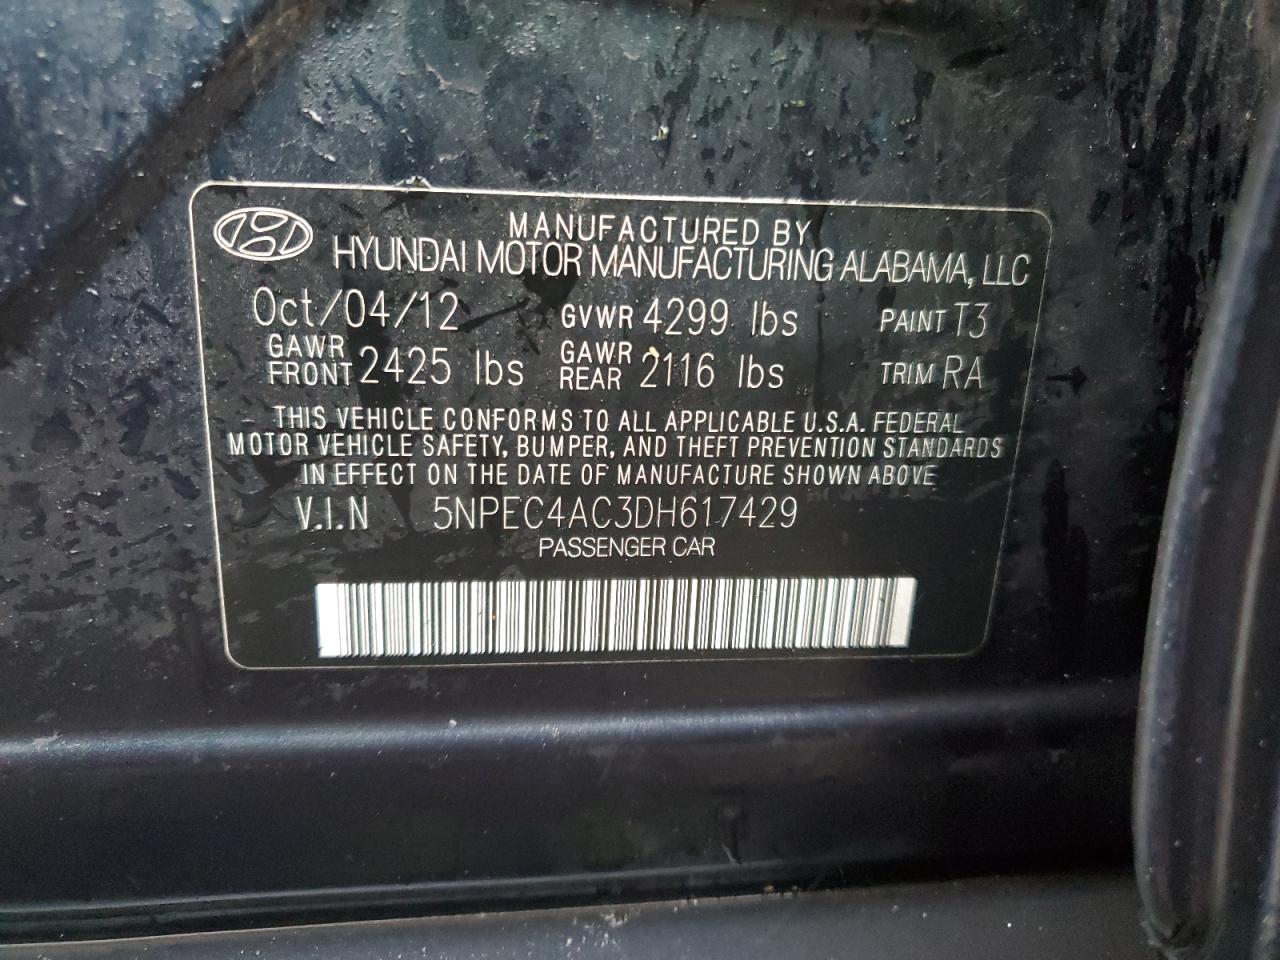 MANUFACTURED BY
HYUNDAI MOTOR MANUFACTURING ALABAMA, LLC
Oct/04/12 GVWR 4299 lbs PAINT T3
GAWR FRONT 2425 lbs GAWR REAR 2116 lbs TRIM RA
THIS VEHICLE CONFORMS TO ALL APPLICABLE U.S.A. FEDERAL
MOTOR VEHICLE SAFETY, BUMPER, AND THEFT PREVENTION STANDARDS
IN EFFECT ON THE DATE OF MANUFACTURE SHOWN ABOVE
V.I.N 5NPEC4AC3DH617429
PASSENGER CAR